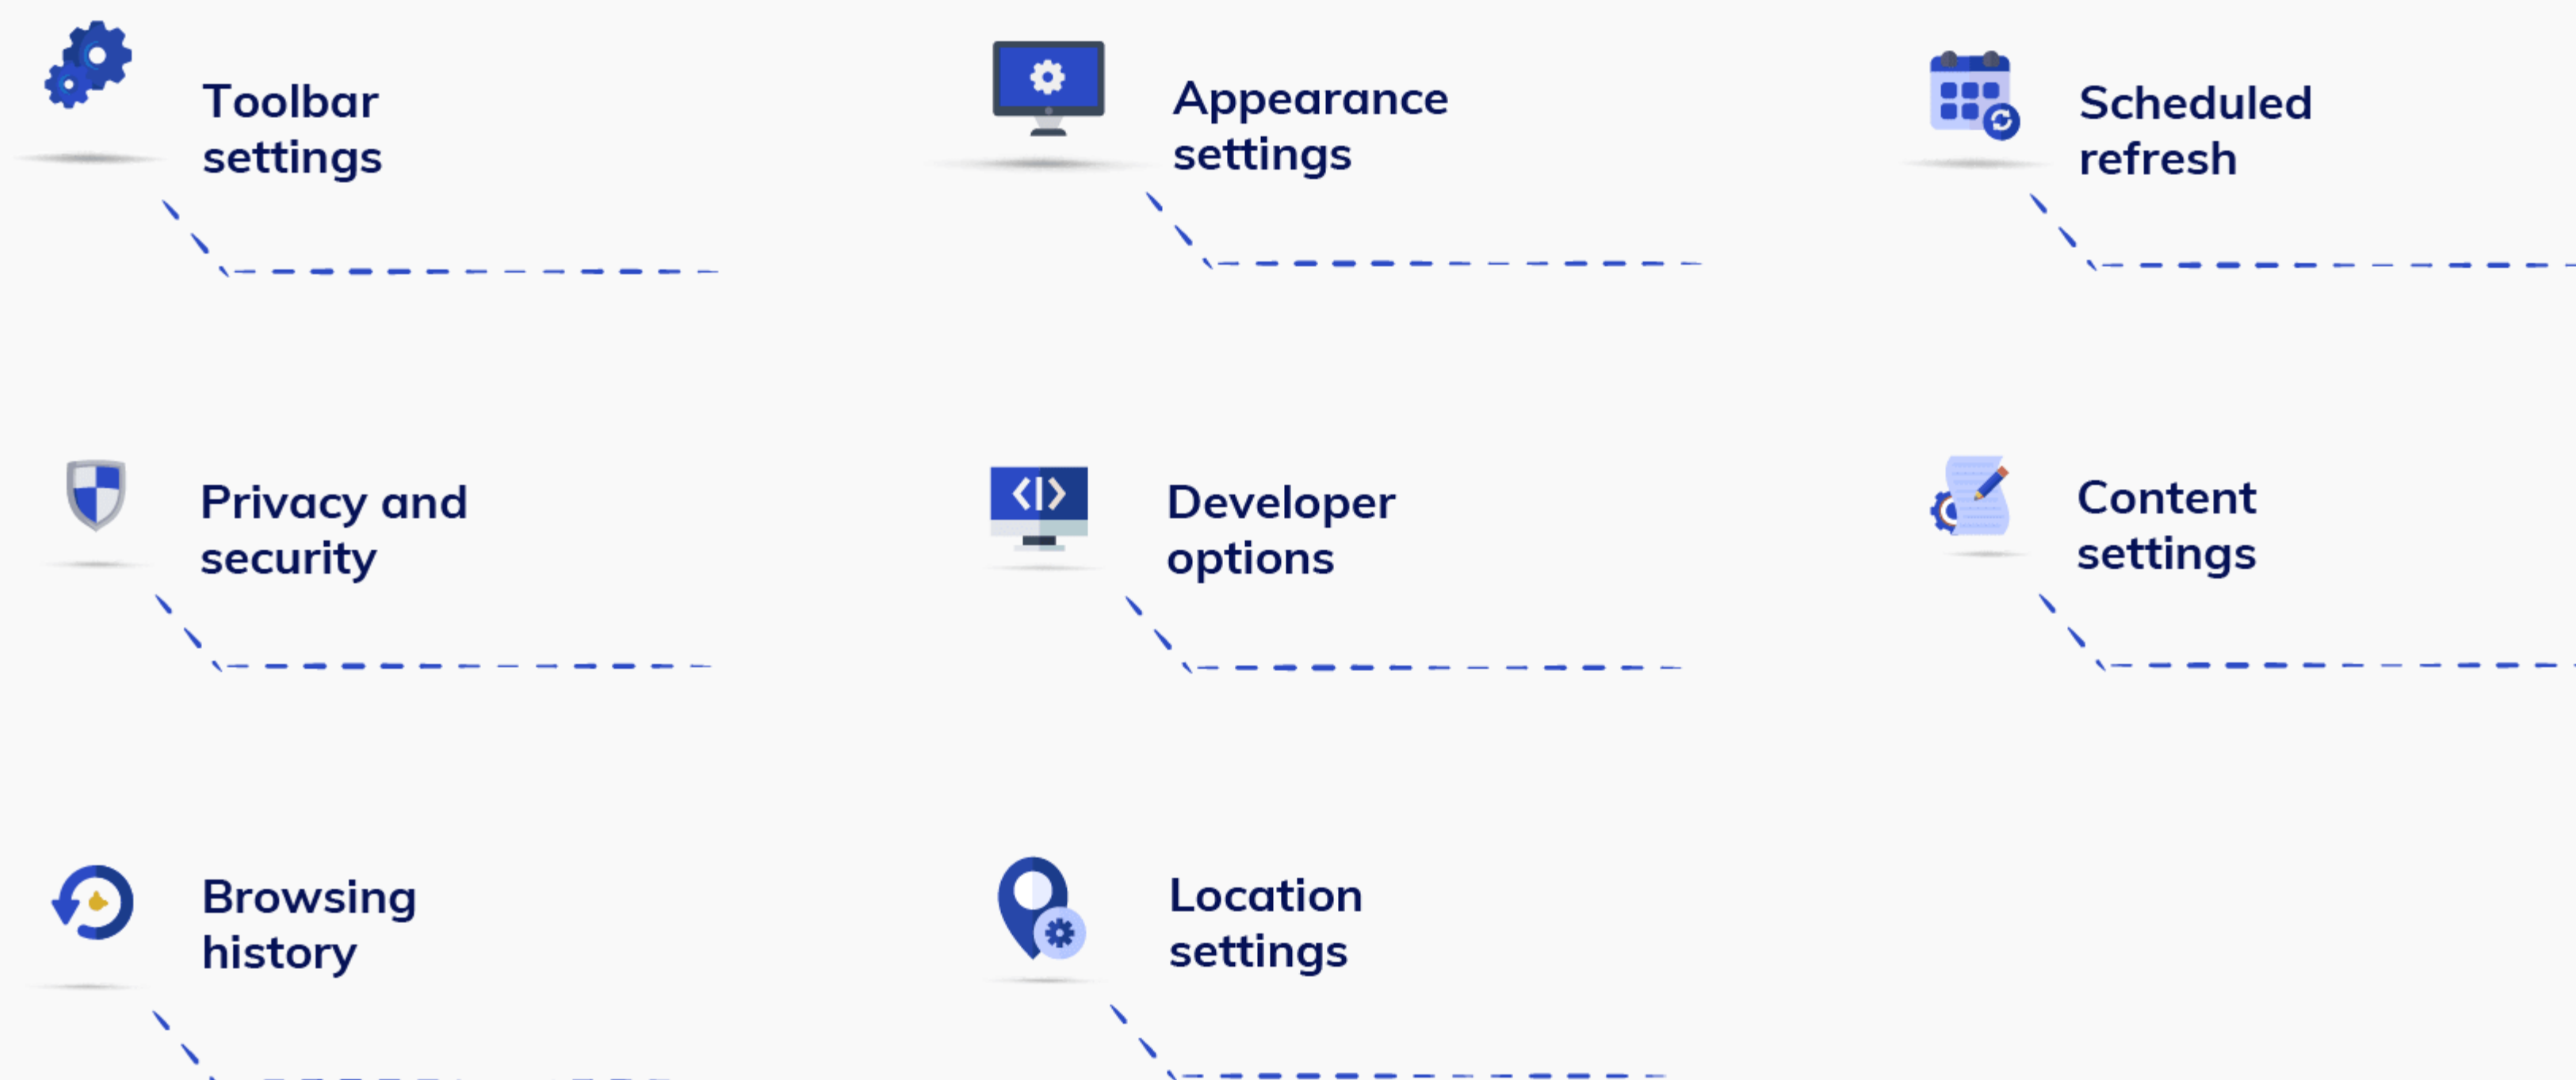 Toolbar
settings
Appearance
settings
Scheduled
refresh
Privacy and
security
Developer
options
Content
settings
Browsing
history
Location
settings